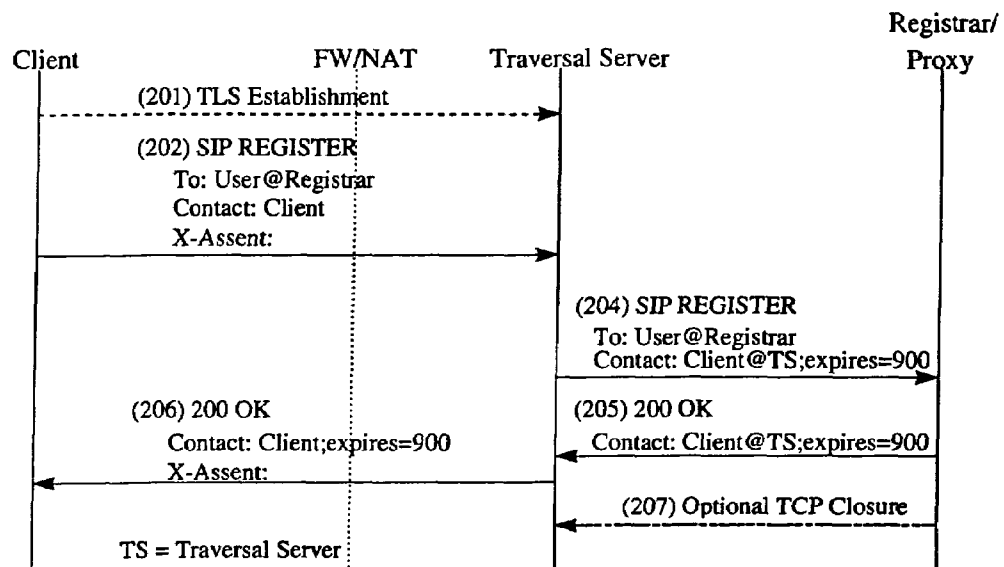 Registrar/
Client FW/NAT Traversal Server Proxy
(201) TLS Establishment
(202) SIP REGISTER
To: User@Registrar
Contact: Client
X-Assent:
(204) SIP REGISTER
To: User@Registrar
Contact: Client@TS;expires=900
(206) 200 OK
Contact: Client;expires=900
X-Assent:
(205) 200 OK
Contact: Client@TS;expires=900
(207) Optional TCP Closure
TS = Traversal Server